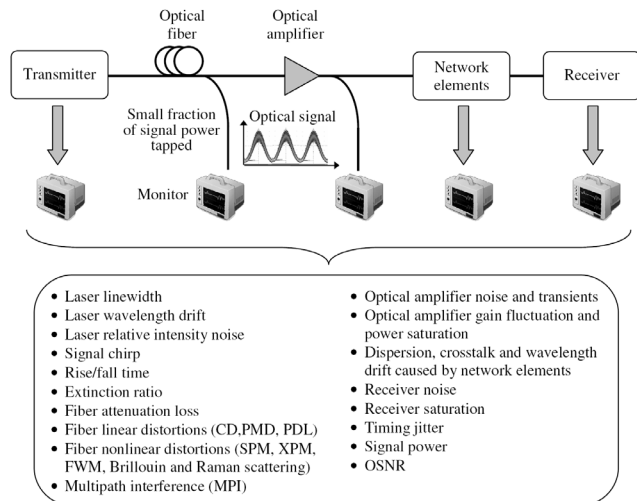 Optical
fiber
Optical
amplifier
Transmitter
Network
elements
Receiver
Small fraction
of signal power
tapped
Optical signal
Monitor
• Laser linewidth
• Laser wavelength drift
• Laser relative intensity noise
• Signal chirp
• Rise/fall time
• Extinction ratio
• Fiber attenuation loss
• Fiber linear distortions (CD,PMD, PDL)
• Fiber nonlinear distortions (SPM, XPM,
FWM, Brillouin and Raman scattering)
• Multipath interference (MPI)
• Optical amplifier noise and transients
• Optical amplifier gain fluctuation and
power saturation
• Dispersion, crosstalk and wavelength
drift caused by network elements
• Receiver noise
• Receiver saturation
• Timing jitter
• Signal power
• OSNR